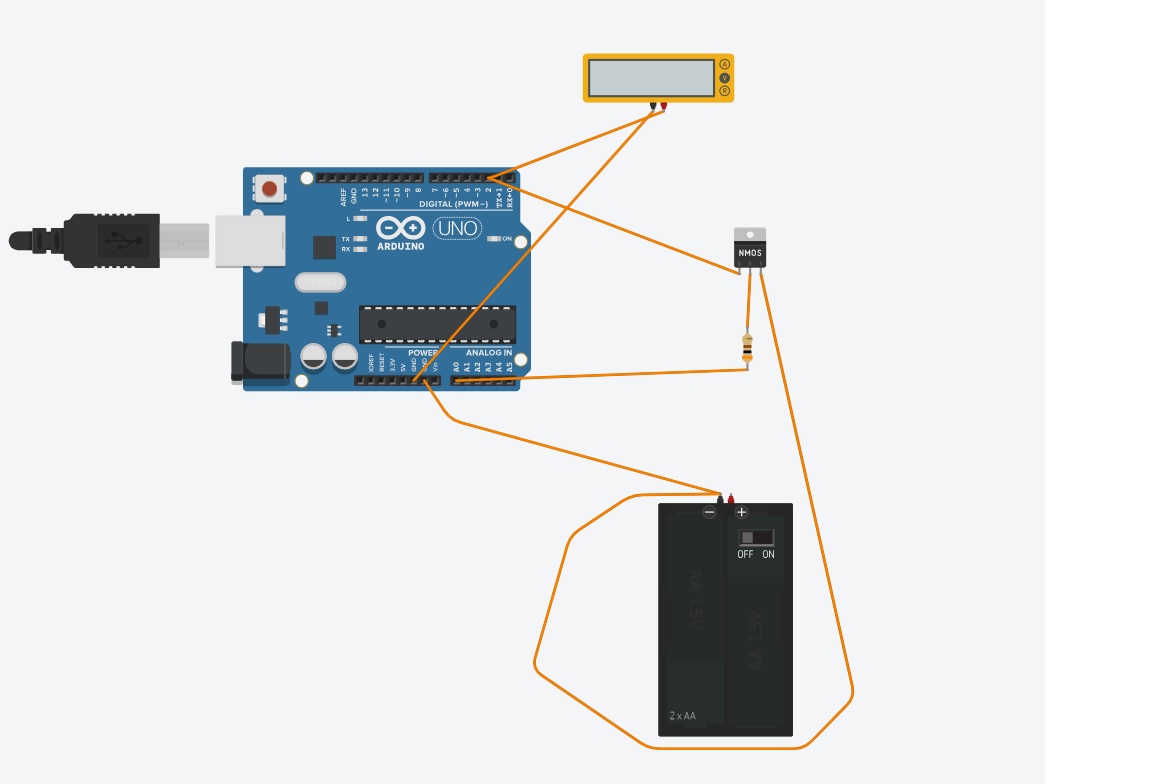 A
V
R
AREF
GND
13
12
~11
~10
~9
8
7
~6
~5
4
~3
2
TX→1
RX←0
DIGITAL (PWM~)
L
TX
RX
ARDUINO
UNO
ON
NMOS
POWER
ANALOG IN
IOREF
RESET
3.3V
5V
GND
GND
Vin
A0
A1
A2
A3
A4
A5
OFF ON
AA 1.5V
AA 1.5V
2 x AA